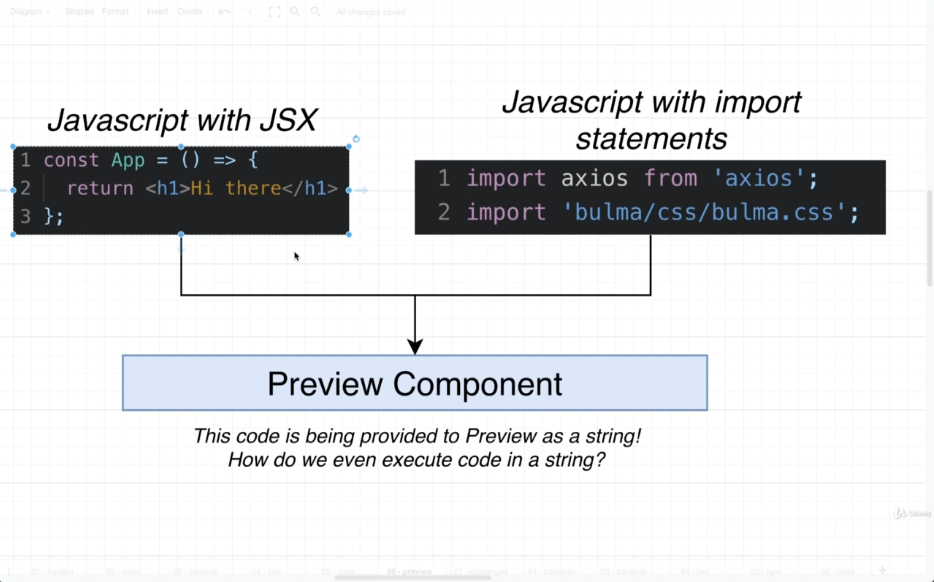 Diagram
Shapes Format
Insert Delete
All changes saved
Javascript with JSX
1 const App = () => {
2 return <h1>Hi there</h1>
3 };
Javascript with import
statements
1 import axios from 'axios';
2 import 'bulma/css/bulma.css';
Preview Component
This code is being provided to Preview as a string!
How do we even execute code in a string?
Udemy
06 - preview